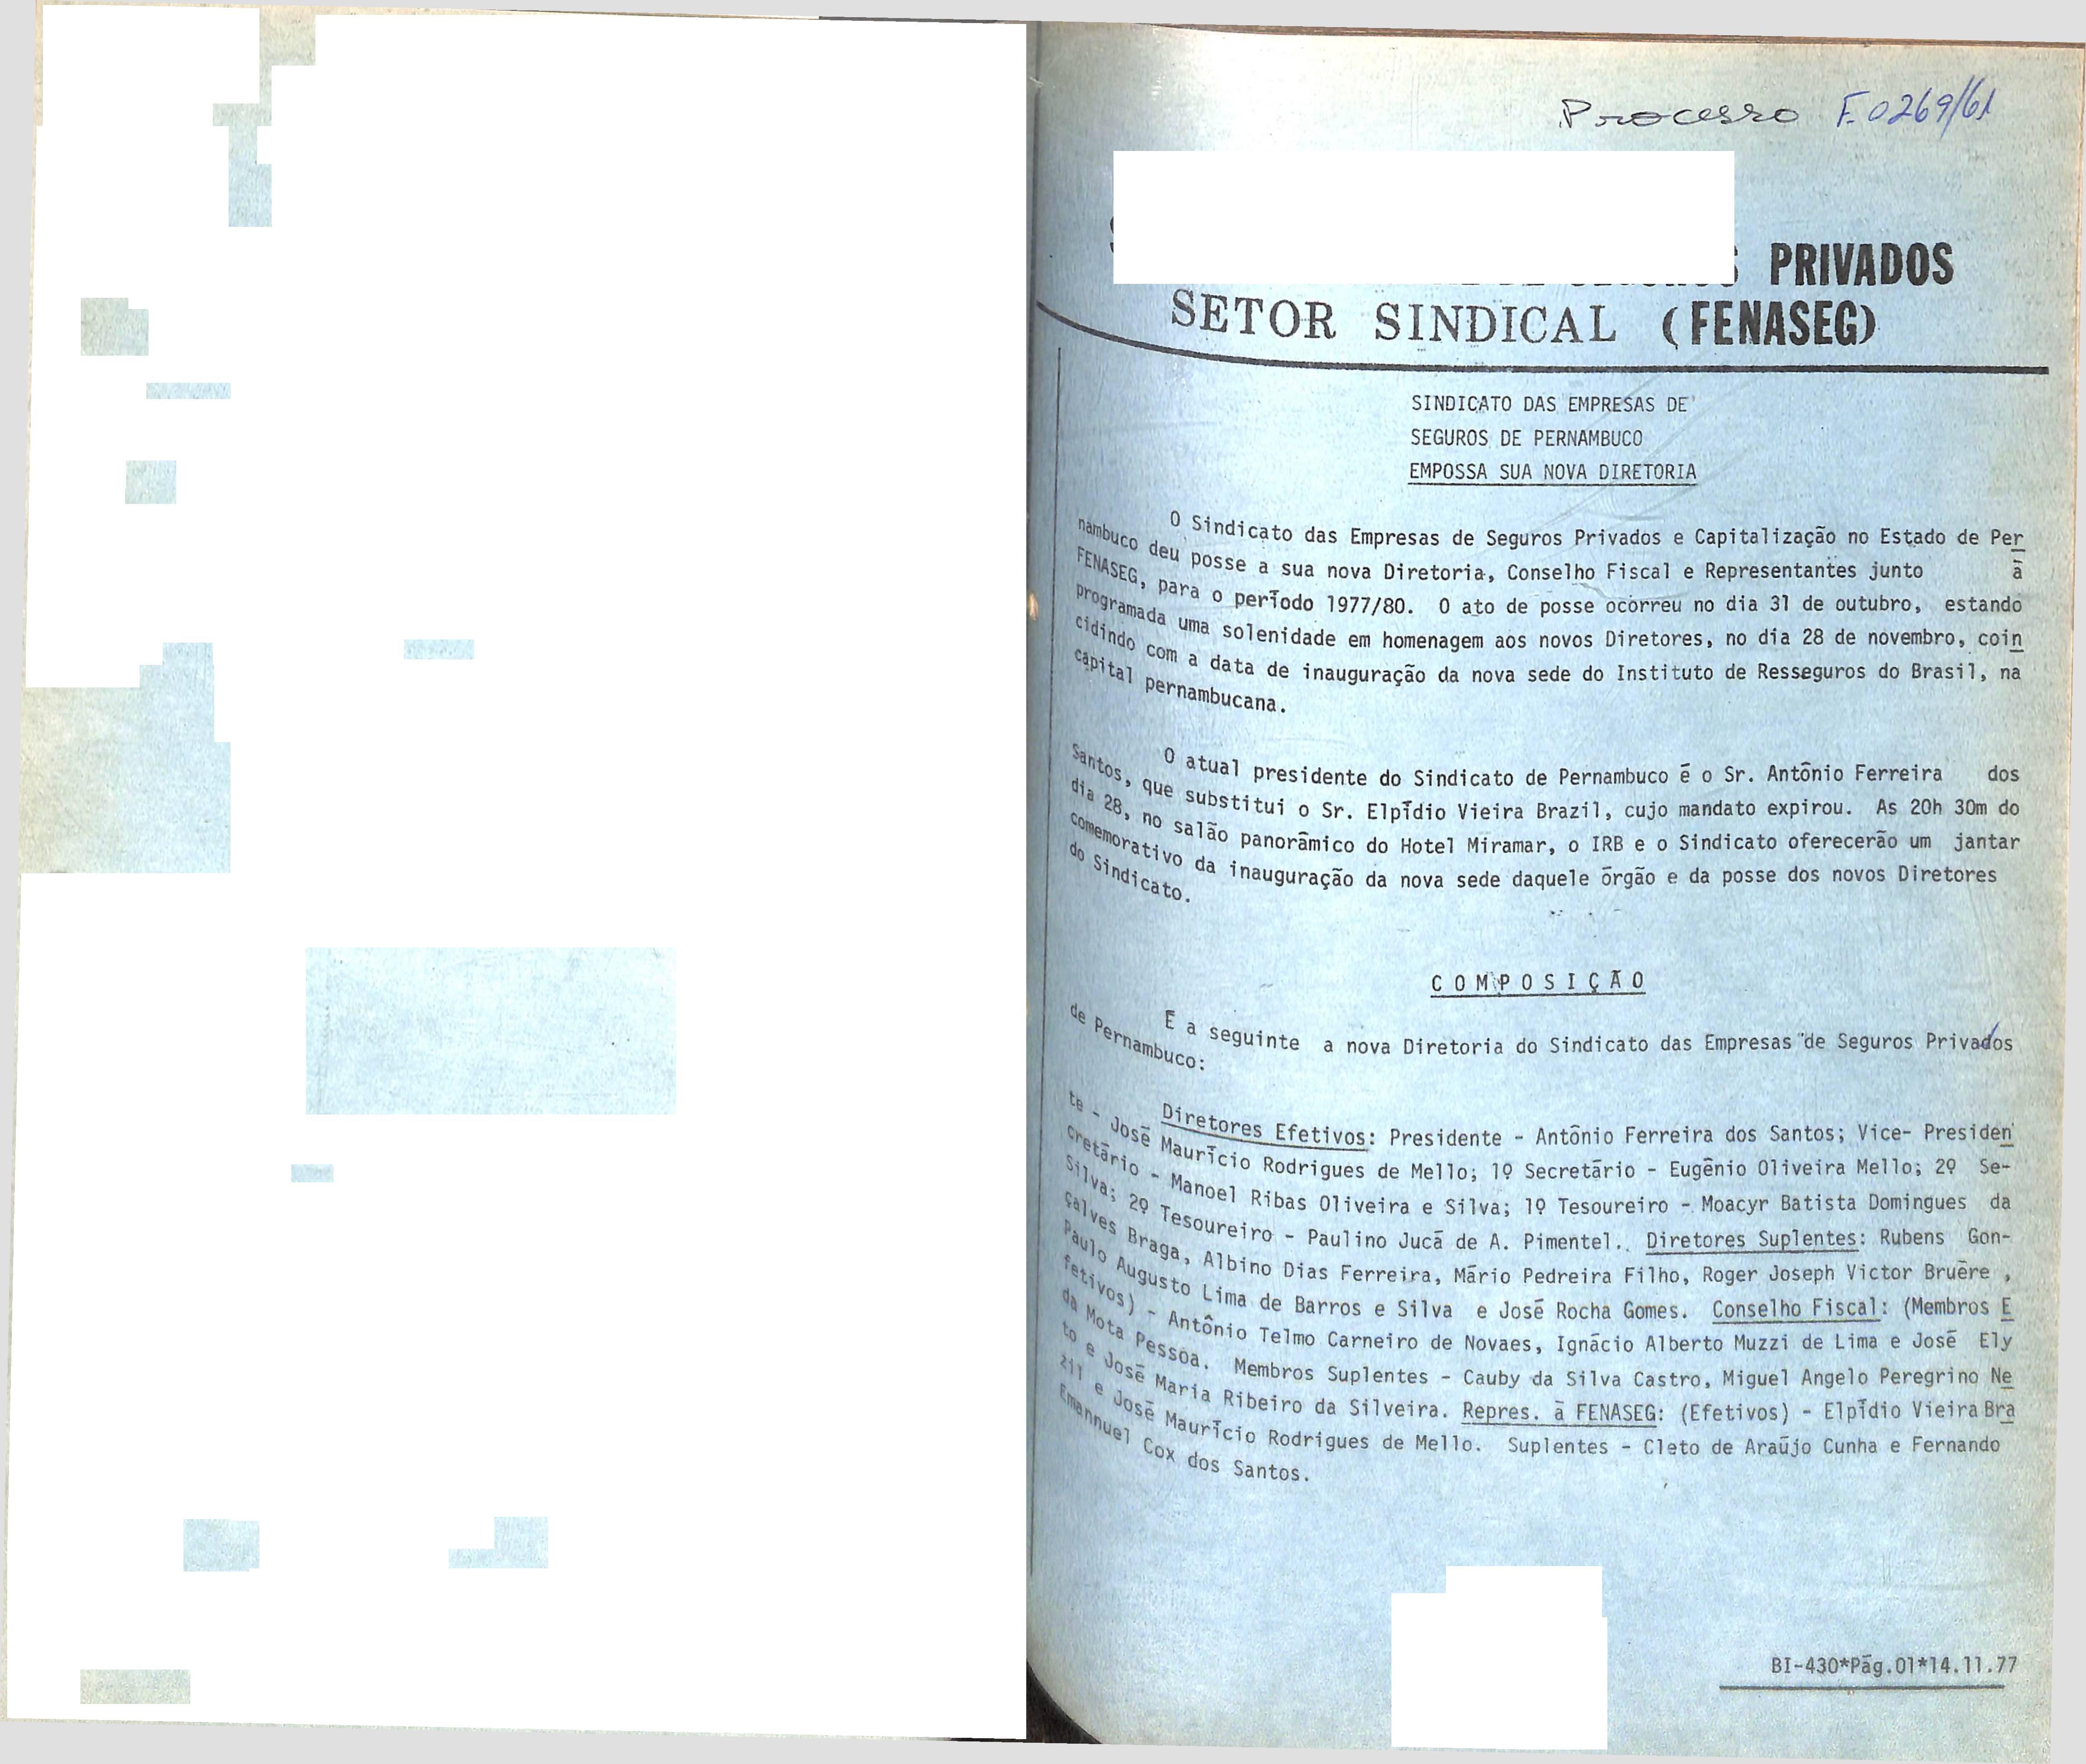 Processo F.0269/61
PRIVADOS
SETOR SINDICAL (FENASEG)
SINDICATO DAS EMPRESAS DE
SEGUROS DE PERNAMBUCO
EMPOSSA SUA NOVA DIRETORIA
O Sindicato das Empresas de Seguros Privados e Capitalização no Estado de Per
nambuco deu posse a sua nova Diretoria, Conselho Fiscal e Representantes junto à
FENASEG, para o período 1977/80. O ato de posse ocorreu no dia 31 de outubro, estando
programada uma solenidade em homenagem aos novos Diretores, no dia 28 de novembro, coin
cidindo com a data de inauguração da nova sede do Instituto de Resseguros do Brasil, na
capital pernambucana.
O atual presidente do Sindicato de Pernambuco é o Sr. Antônio Ferreira dos
Santos, que substitui o Sr. Elpídio Vieira Brazil, cujo mandato expirou. As 20h 30m do
dia 28, no salão panorâmico do Hotel Miramar, o IRB e o Sindicato oferecerão um jantar
comemorativo da inauguração da nova sede daquele órgão e da posse dos novos Diretores
do Sindicato.
COMPOSIÇÃO
É a seguinte a nova Diretoria do Sindicato das Empresas de Seguros Privados
de Pernambuco:
Diretores Efetivos: Presidente - Antônio Ferreira dos Santos; Vice- Presiden
te - José Maurício Rodrigues de Mello; 1º Secretário - Eugênio Oliveira Mello; 2º Se-
cretário - Manoel Ribas Oliveira e Silva; 1º Tesoureiro - Moacyr Batista Domingues da
Silva; 2º Tesoureiro - Paulino Jucá de A. Pimentel. Diretores Suplentes: Rubens Gon-
çalves Braga, Albino Dias Ferreira, Mário Pedreira Filho, Roger Joseph Victor Bruère ,
Paulo Augusto Lima de Barros e Silva e José Rocha Gomes. Conselho Fiscal: (Membros E
fetivos) - Antônio Telmo Carneiro de Novaes, Ignácio Alberto Muzzi de Lima e José Ely
da Mota Pessoa. Membros Suplentes - Cauby da Silva Castro, Miguel Angelo Peregrino Ne
to e José Maria Ribeiro da Silveira. Repres. à FENASEG: (Efetivos) - Elpídio Vieira Bra
zil e José Maurício Rodrigues de Mello. Suplentes - Cleto de Araújo Cunha e Fernando
Emannuel Cox dos Santos.
BI-430*Pág.01*14.11.77